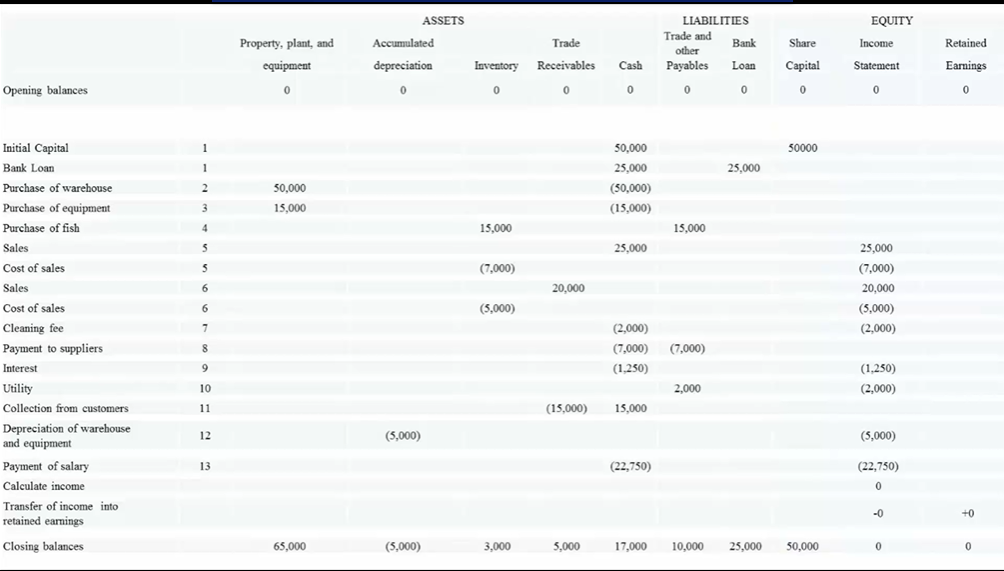 ASSETS LIABILITIES EQUITY
Property, plant, and equipment Accumulated depreciation Inventory Trade Receivables Cash Trade and other Payables Bank Loan Share Capital Income Statement Retained Earnings
Opening balances 0 0 0 0 0 0 0 0 0 0
Initial Capital 1 50,000 50000
Bank Loan 1 25,000 25,000
Purchase of warehouse 2 50,000 (50,000)
Purchase of equipment 3 15,000 (15,000)
Purchase of fish 4 15,000 15,000
Sales 5 25,000 25,000
Cost of sales 5 (7,000) (7,000)
Sales 6 20,000 20,000
Cost of sales 6 (5,000) (5,000)
Cleaning fee 7 (2,000) (2,000)
Payment to suppliers 8 (7,000) (7,000)
Interest 9 (1,250) (1,250)
Utility 10 2,000 (2,000)
Collection from customers 11 (15,000) 15,000
Depreciation of warehouse
and equipment 12 (5,000) (5,000)
Payment of salary 13 (22,750) (22,750)
Calculate income 0
Transfer of income into
retained earnings -0 +0
Closing balances 65,000 (5,000) 3,000 5,000 17,000 10,000 25,000 50,000 0 0